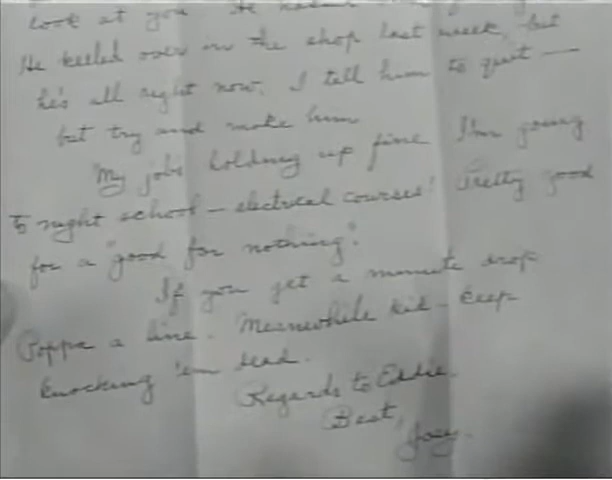 look at you He
He keeled over in the shop last week, but
he's all right now. I tell him to quit —
but try and make him
My job's holding up fine I'm going
to night school — electrical courses! Pretty good
for a "good for nothing".
If you get a minute drop
Poppa a line. Meanwhile kid — keep
knocking 'em dead.
Regards to Eddie.
Best,
Joey.